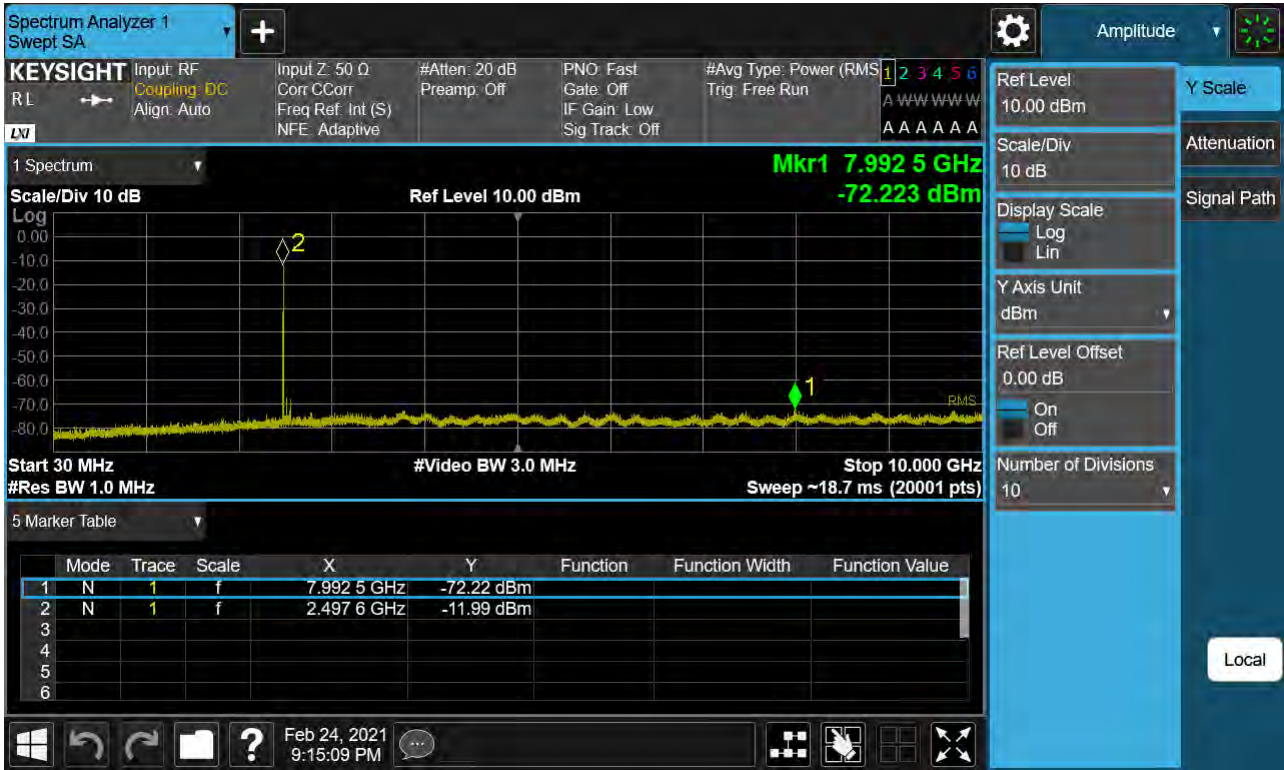 Spectrum Analyzer 1
Swept SA
+
Amplitude
KEYSIGHT
RL
LXI
Input: RF
Coupling: DC
Align: Auto
Input Z: 50 Ω
Corr CCorr
Freq Ref: Int (S)
NFE: Adaptive
#Atten: 20 dB
Preamp: Off
PNO: Fast
Gate: Off
IF Gain: Low
Sig Track: Off
#Avg Type: Power (RMS
Trig: Free Run
1 2 3 4 5 6
A W W W W W
A A A A A A
1 Spectrum
Scale/Div 10 dB
Ref Level 10.00 dBm
Mkr1 7.992 5 GHz
-72.223 dBm
Log
0.00
-10.0
-20.0
-30.0
-40.0
-50.0
-60.0
-70.0
-80.0
2
1
RMS
Start 30 MHz
#Video BW 3.0 MHz
Stop 10.000 GHz
#Res BW 1.0 MHz
Sweep ~18.7 ms (20001 pts)
5 Marker Table
Mode Trace Scale X Y Function Function Width Function Value
1 N 1 f 7.992 5 GHz -72.22 dBm
2 N 1 f 2.497 6 GHz -11.99 dBm
3
4
5
6
Ref Level
10.00 dBm
Scale/Div
10 dB
Display Scale
Log
Lin
Y Axis Unit
dBm
Ref Level Offset
0.00 dB
On
Off
Number of Divisions
10
Y Scale
Attenuation
Signal Path
Local
?
Feb 24, 2021
9:15:09 PM